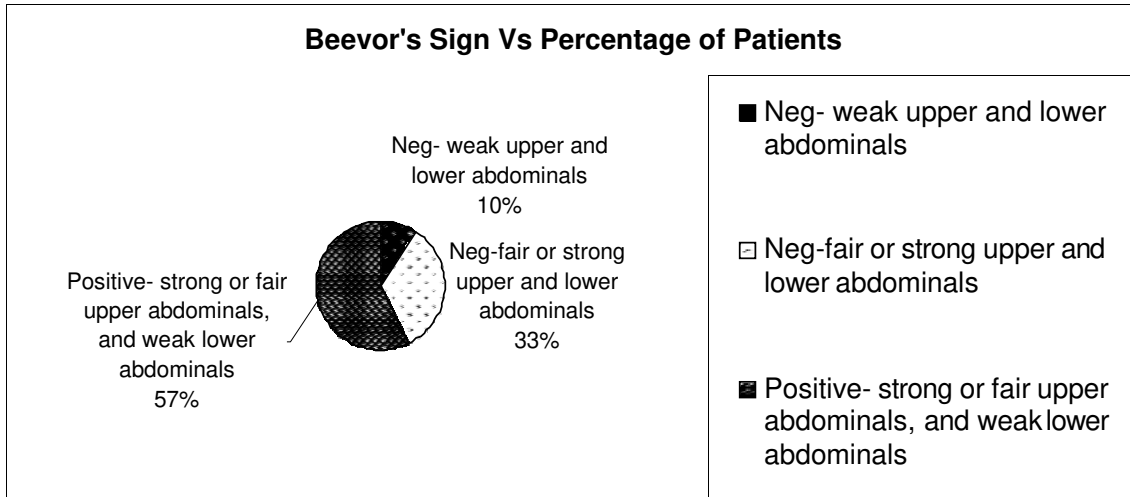 Beevor's Sign Vs Percentage of Patients
Neg- weak upper and
lower abdominals
10%
Neg-fair or strong
upper and lower
abdominals
33%
Positive- strong or fair
upper abdominals,
and weak lower
abdominals
57%
Neg- weak upper and lower
abdominals
Neg-fair or strong upper and
lower abdominals
Positive- strong or fair upper
abdominals, and weak lower
abdominals